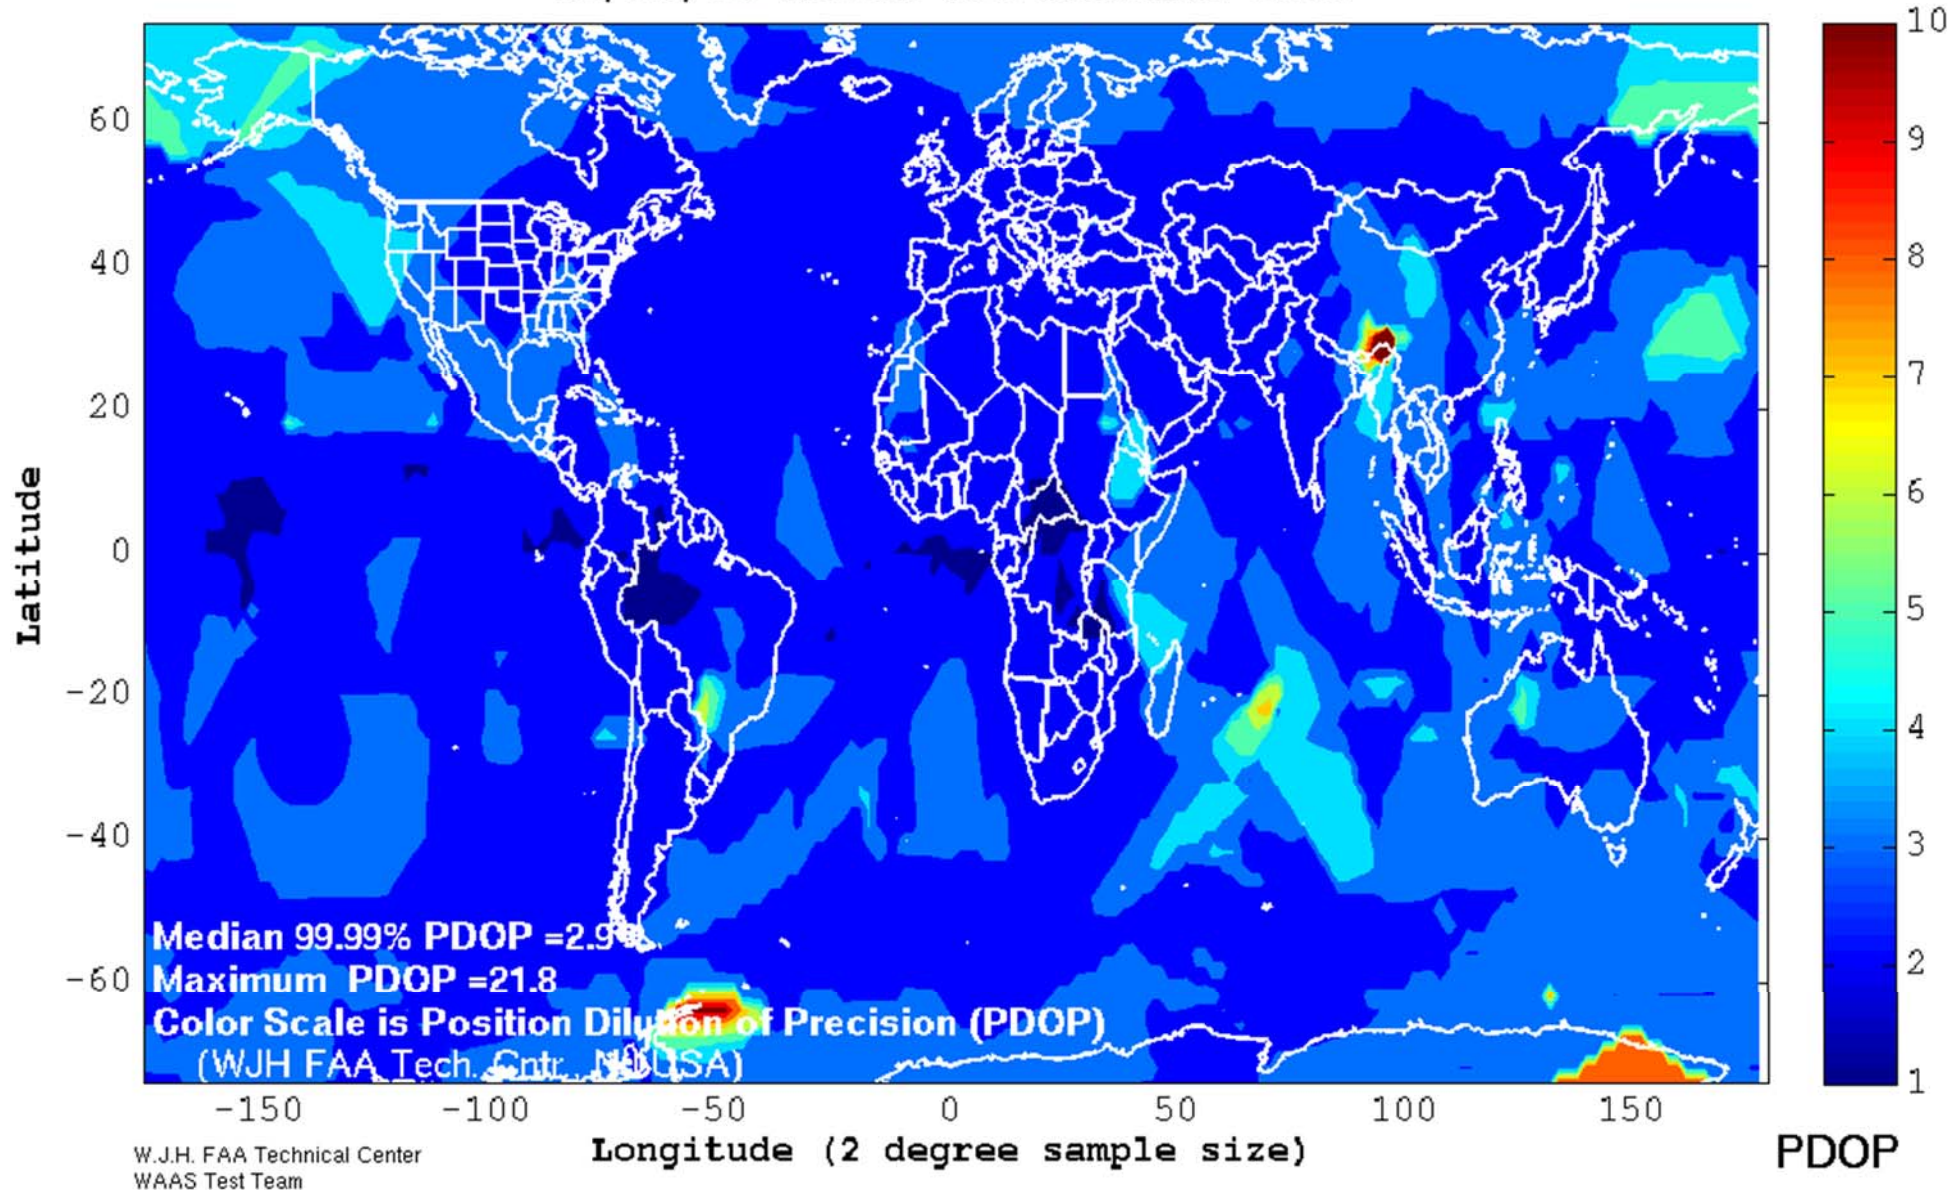 10
9
8
7
6
5
4
3
2
1
PDOP
Latitude
60
40
20
0
-20
-40
-60
Median 99.99% PDOP =2.9
Maximum PDOP =21.8
Color Scale is Position Dilution of Precision (PDOP)
(WJH FAA Tech. Cntr., NJ USA)
-150
-100
-50
0
50
100
150
Longitude (2 degree sample size)
W.J.H. FAA Technical Center
WAAS Test Team